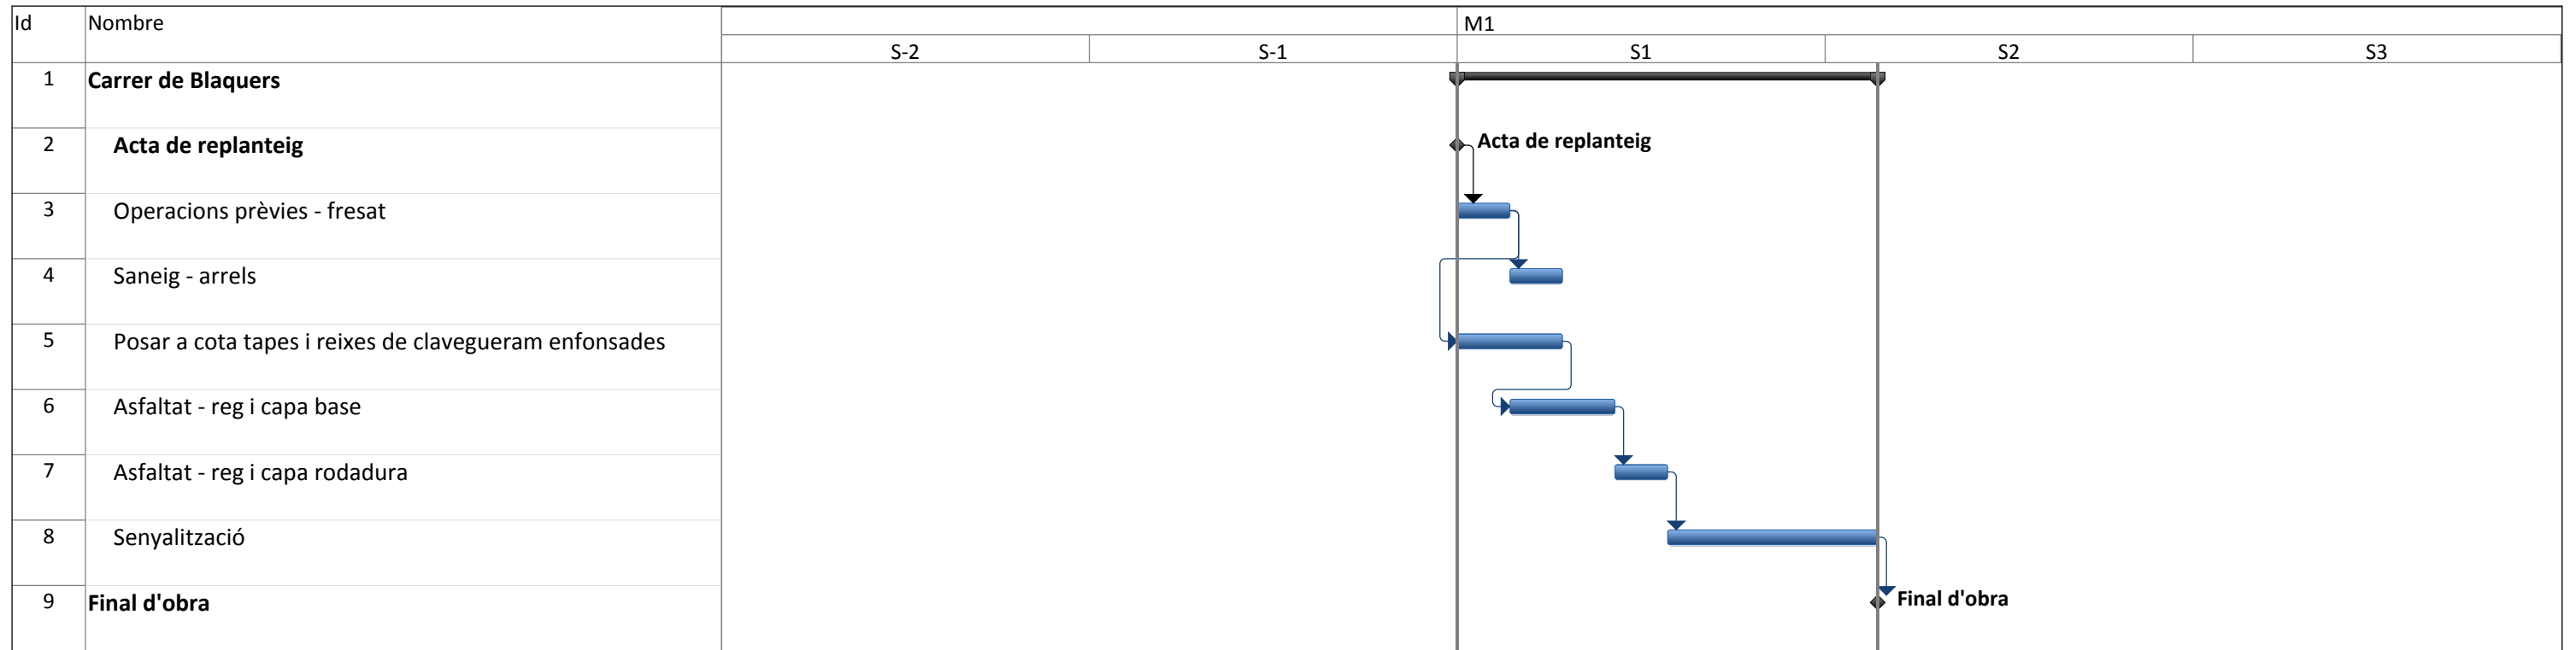 Id Nombre M1
S-2 S-1 S1 S2 S3
1 Carrer de Blaquers
2 Acta de replanteig Acta de replanteig
3 Operacions prèvies - fresat
4 Saneig - arrels
5 Posar a cota tapes i reixes de clavegueram enfonsades
6 Asfaltat - reg i capa base
7 Asfaltat - reg i capa rodadura
8 Senyalització
9 Final d'obra Final d'obra